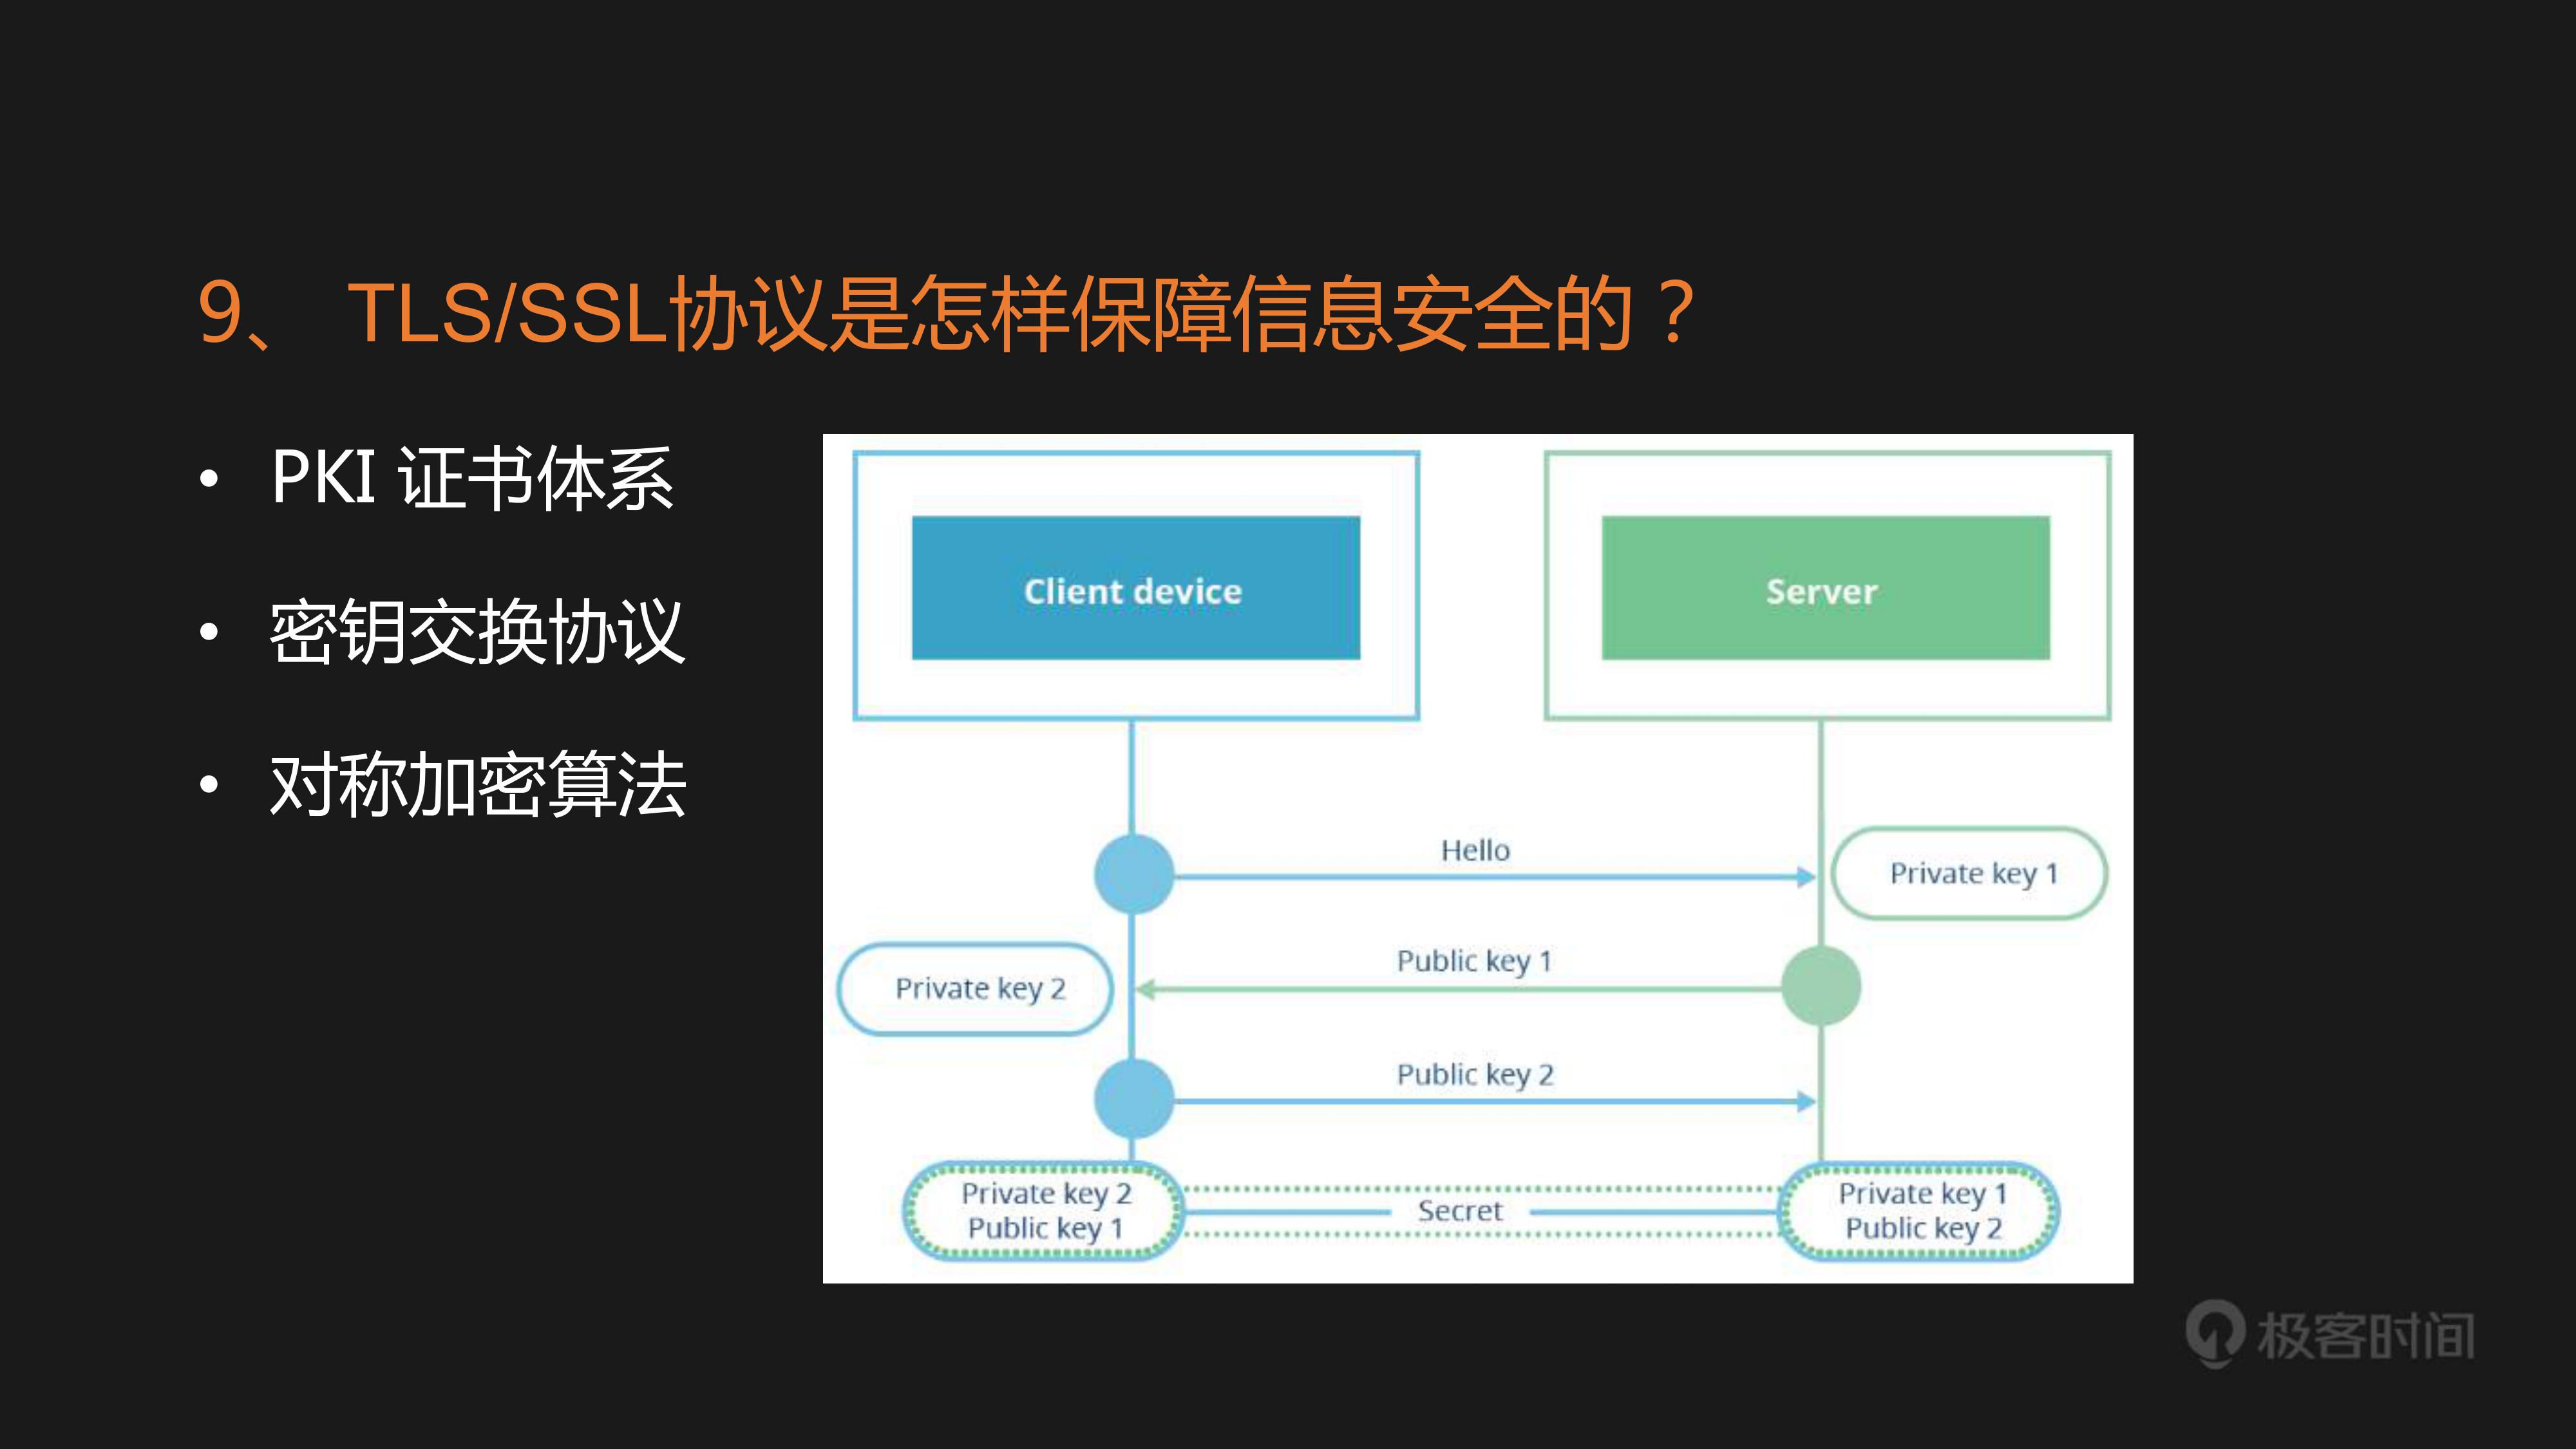 9、 TLS/SSL协议是怎样保障信息安全的？
• PKI 证书体系
• 密钥交换协议
• 对称加密算法
Client device
Server
Hello
Private key 1
Public key 1
Private key 2
Public key 2
Private key 2
Public key 1
Secret
Private key 1
Public key 2
极客时间